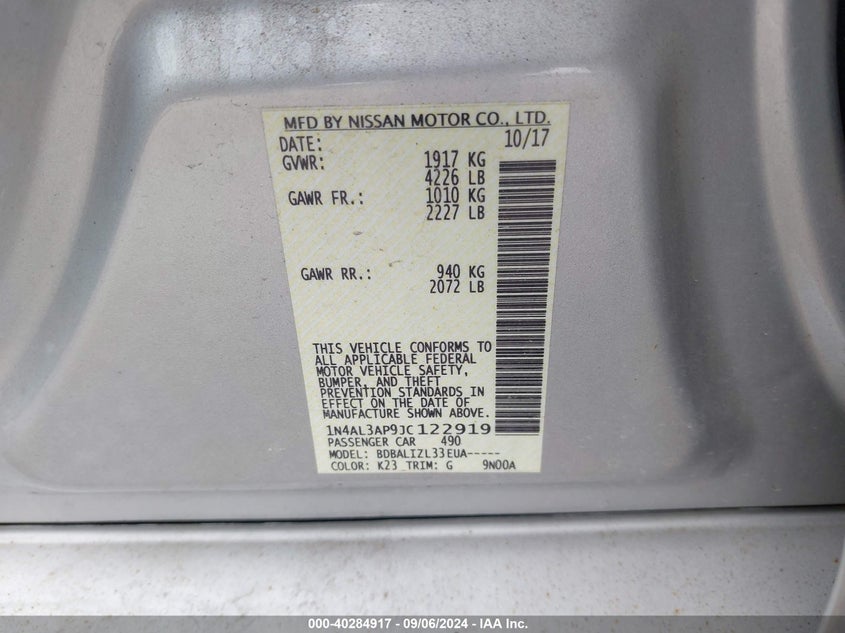 MFD BY NISSAN MOTOR CO., LTD.
DATE: 10/17
GVWR: 1917 KG
4226 LB
GAWR FR.: 1010 KG
2227 LB
GAWR RR.: 940 KG
2072 LB
THIS VEHICLE CONFORMS TO
ALL APPLICABLE FEDERAL
MOTOR VEHICLE SAFETY,
BUMPER, AND THEFT
PREVENTION STANDARDS IN
EFFECT ON THE DATE OF
MANUFACTURE SHOWN ABOVE.
1N4AL3AP9JC122919
PASSENGER CAR 490
MODEL: BDBALIZL33EUA-----
COLOR: K23 TRIM: G 9N00A
000-40284917 - 09/06/2024 - IAA Inc.